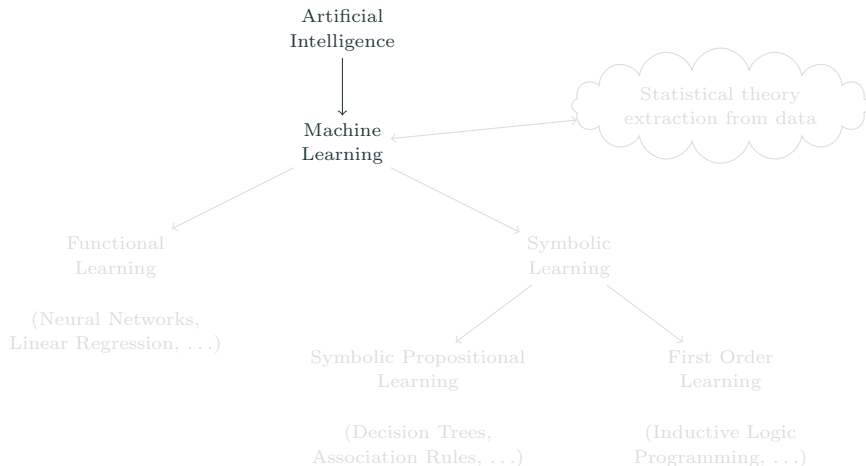 Artificial
Intelligence
Statistical theory
extraction from data
Machine
Learning
Functional
Learning
(Neural Networks,
Linear Regression, . . . )
Symbolic
Learning
Symbolic Propositional
Learning
(Decision Trees,
Association Rules, . . . )
First Order
Learning
(Inductive Logic
Programming, . . . )